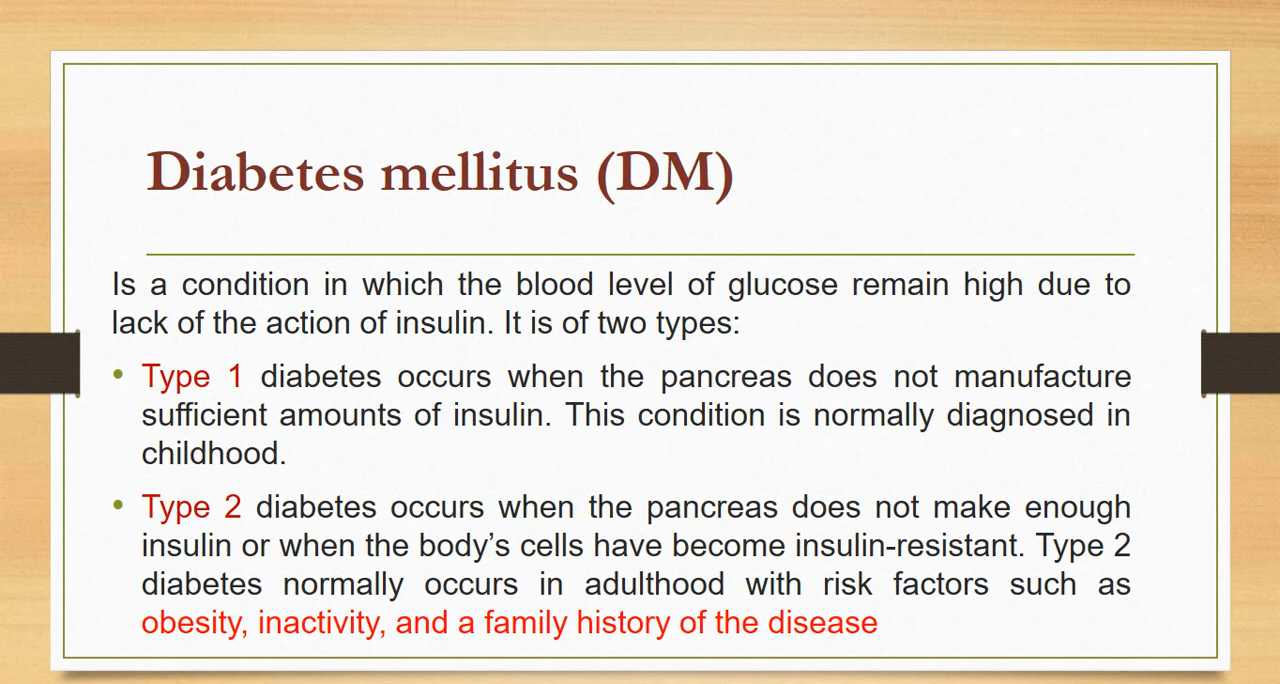 Diabetes mellitus (DM)
Is a condition in which the blood level of glucose remain high due to
lack of the action of insulin. It is of two types:
• Type 1 diabetes occurs when the pancreas does not manufacture
sufficient amounts of insulin. This condition is normally diagnosed in
childhood.
• Type 2 diabetes occurs when the pancreas does not make enough
insulin or when the body’s cells have become insulin-resistant. Type 2
diabetes normally occurs in adulthood with risk factors such as
obesity, inactivity, and a family history of the disease